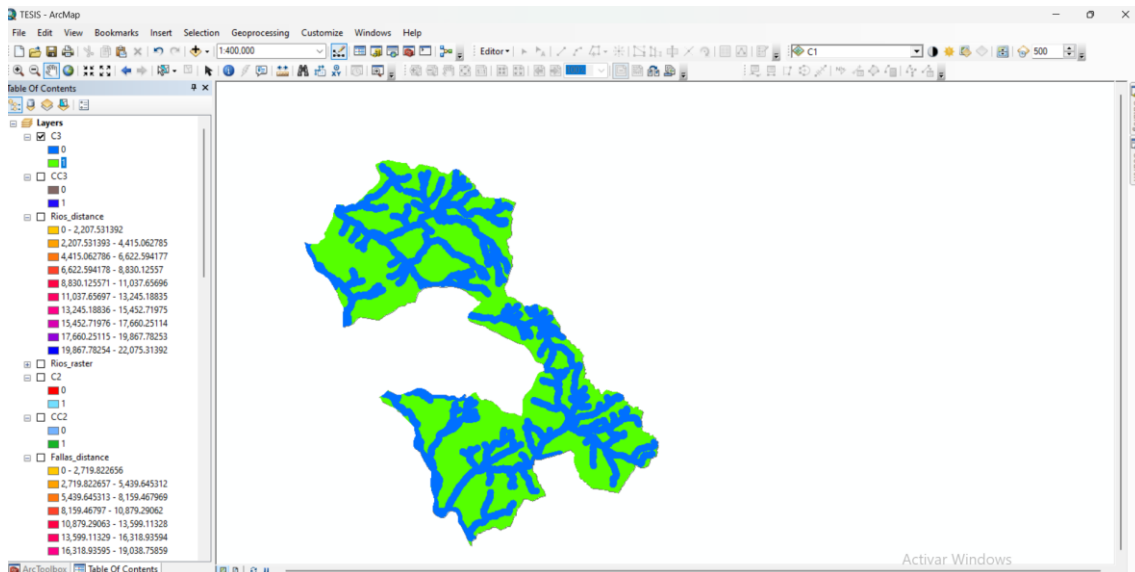 TESIS - ArcMap
File Edit View Bookmarks Insert Selection Geoprocessing Customize Windows Help
1:400.000 Editor C1 500
Table Of Contents
Layers
C3
0
1
CC3
0
1
Rios_distance
0 - 2,207.531392
2,207.531393 - 4,415.062785
4,415.062786 - 6,622.594177
6,622.594178 - 8,830.12557
8,830.125571 - 11,037.65696
11,037.65697 - 13,245.18835
13,245.18836 - 15,452.71975
15,452.71976 - 17,660.25114
17,660.25115 - 19,867.78253
19,867.78254 - 22,075.31392
Rios_raster
C2
0
1
CC2
0
1
Fallas_distance
0 - 2,719.822656
2,719.822657 - 5,439.645312
5,439.645313 - 8,159.467969
8,159.46797 - 10,879.29062
10,879.29063 - 13,599.11328
13,599.11329 - 16,318.93594
16,318.93595 - 19,038.75859
Activar Windows
ArcToolbox Table Of Contents